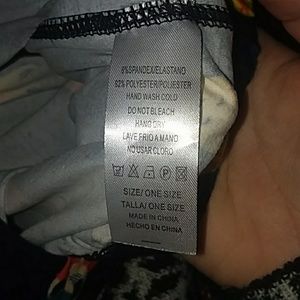 8%SPANDEX/ELASTANO
92% POLYESTER/POLIESTER
HAND WASH COLD
DO NOT BLEACH
HANG DRY
LAVE FRIO A MANO
NO USAR CLORO
SIZE/ ONE SIZE
TALLA/ ONE SIZE
MADE IN CHINA
HECHO EN CHINA